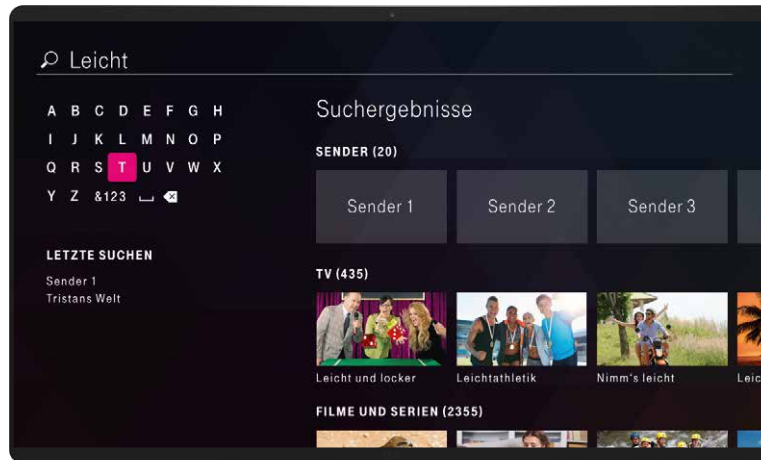 Leicht
A B C D E F G H
I J K L M N O P
Q R S T U V W X
Y Z &123
LETZTE SUCHEN
Sender 1
Tristans Welt
Suchergebnisse
SENDER (20)
Sender 1 Sender 2 Sender 3
TV (435)
Leicht und locker Leichtathletik Nimm's leicht Leic
FILME UND SERIEN (2355)